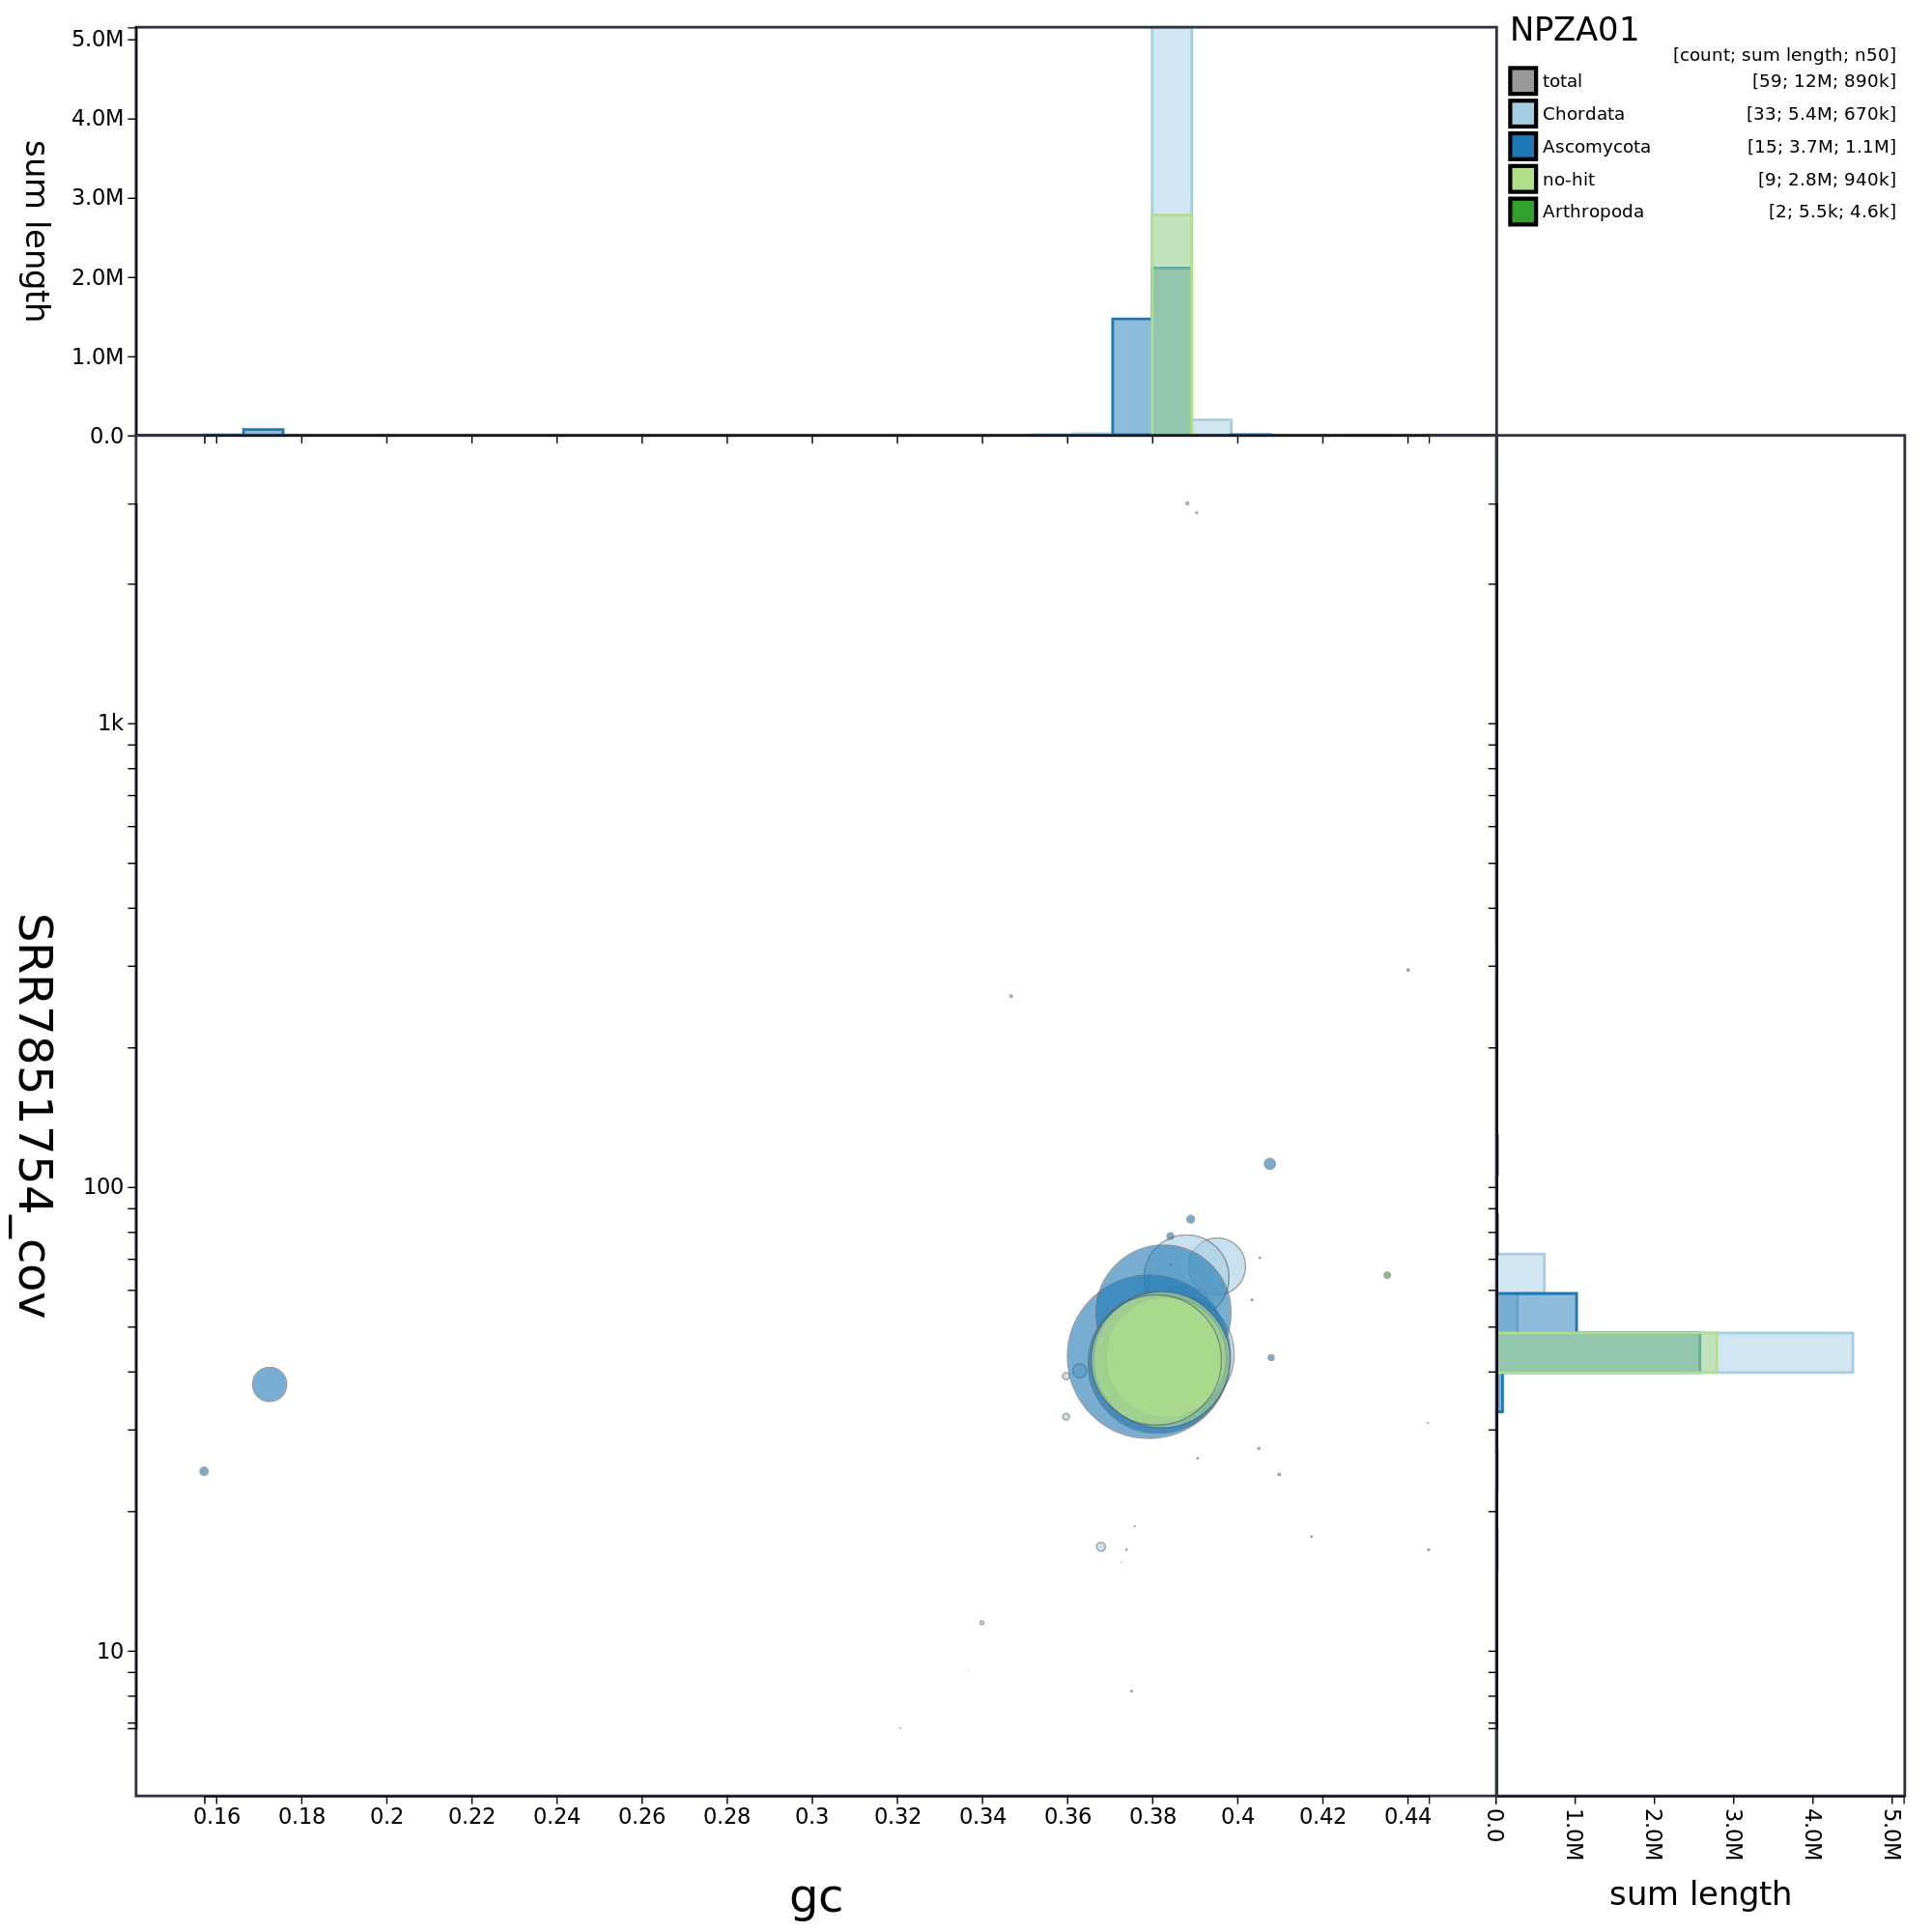 NPZA01
[count; sum length; n50]
total [59; 12M; 890k]
Chordata [33; 5.4M; 670k]
Ascomycota [15; 3.7M; 1.1M]
no-hit [9; 2.8M; 940k]
Arthropoda [2; 5.5k; 4.6k]
sum length
5.0M
4.0M
3.0M
2.0M
1.0M
0.0
SRR7851754_cov
1k
100
10
0.16 0.18 0.2 0.22 0.24 0.26 0.28 0.3 0.32 0.34 0.36 0.38 0.4 0.42 0.44
gc
0.0 1.0M 2.0M 3.0M 4.0M 5.0M
sum length